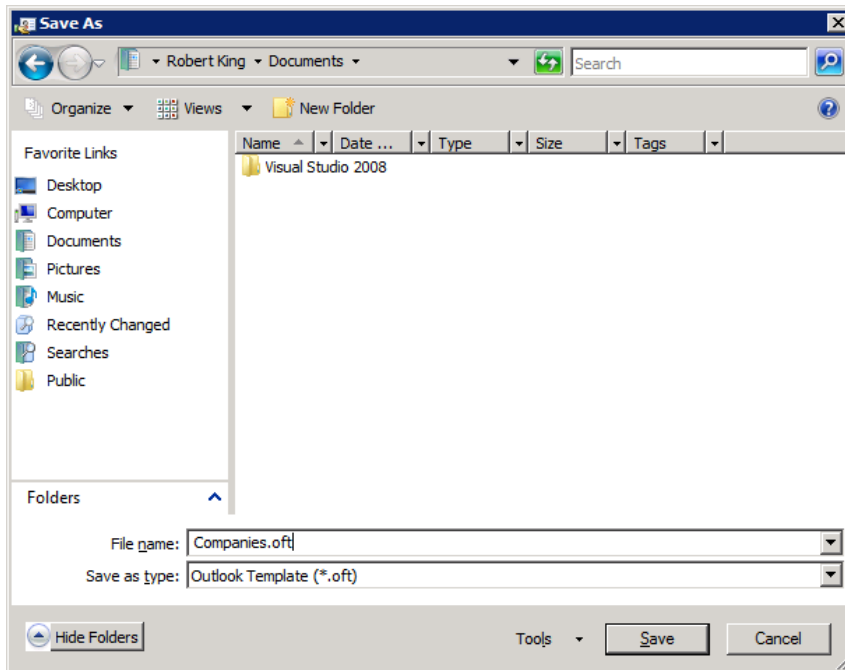 Save As
Robert King Documents
Search
Organize Views New Folder
Favorite Links
Desktop
Computer
Documents
Pictures
Music
Recently Changed
Searches
Public
Folders
Name Date ... Type Size Tags
Visual Studio 2008
File name: Companies.oft
Save as type: Outlook Template (*.oft)
Hide Folders Tools Save Cancel